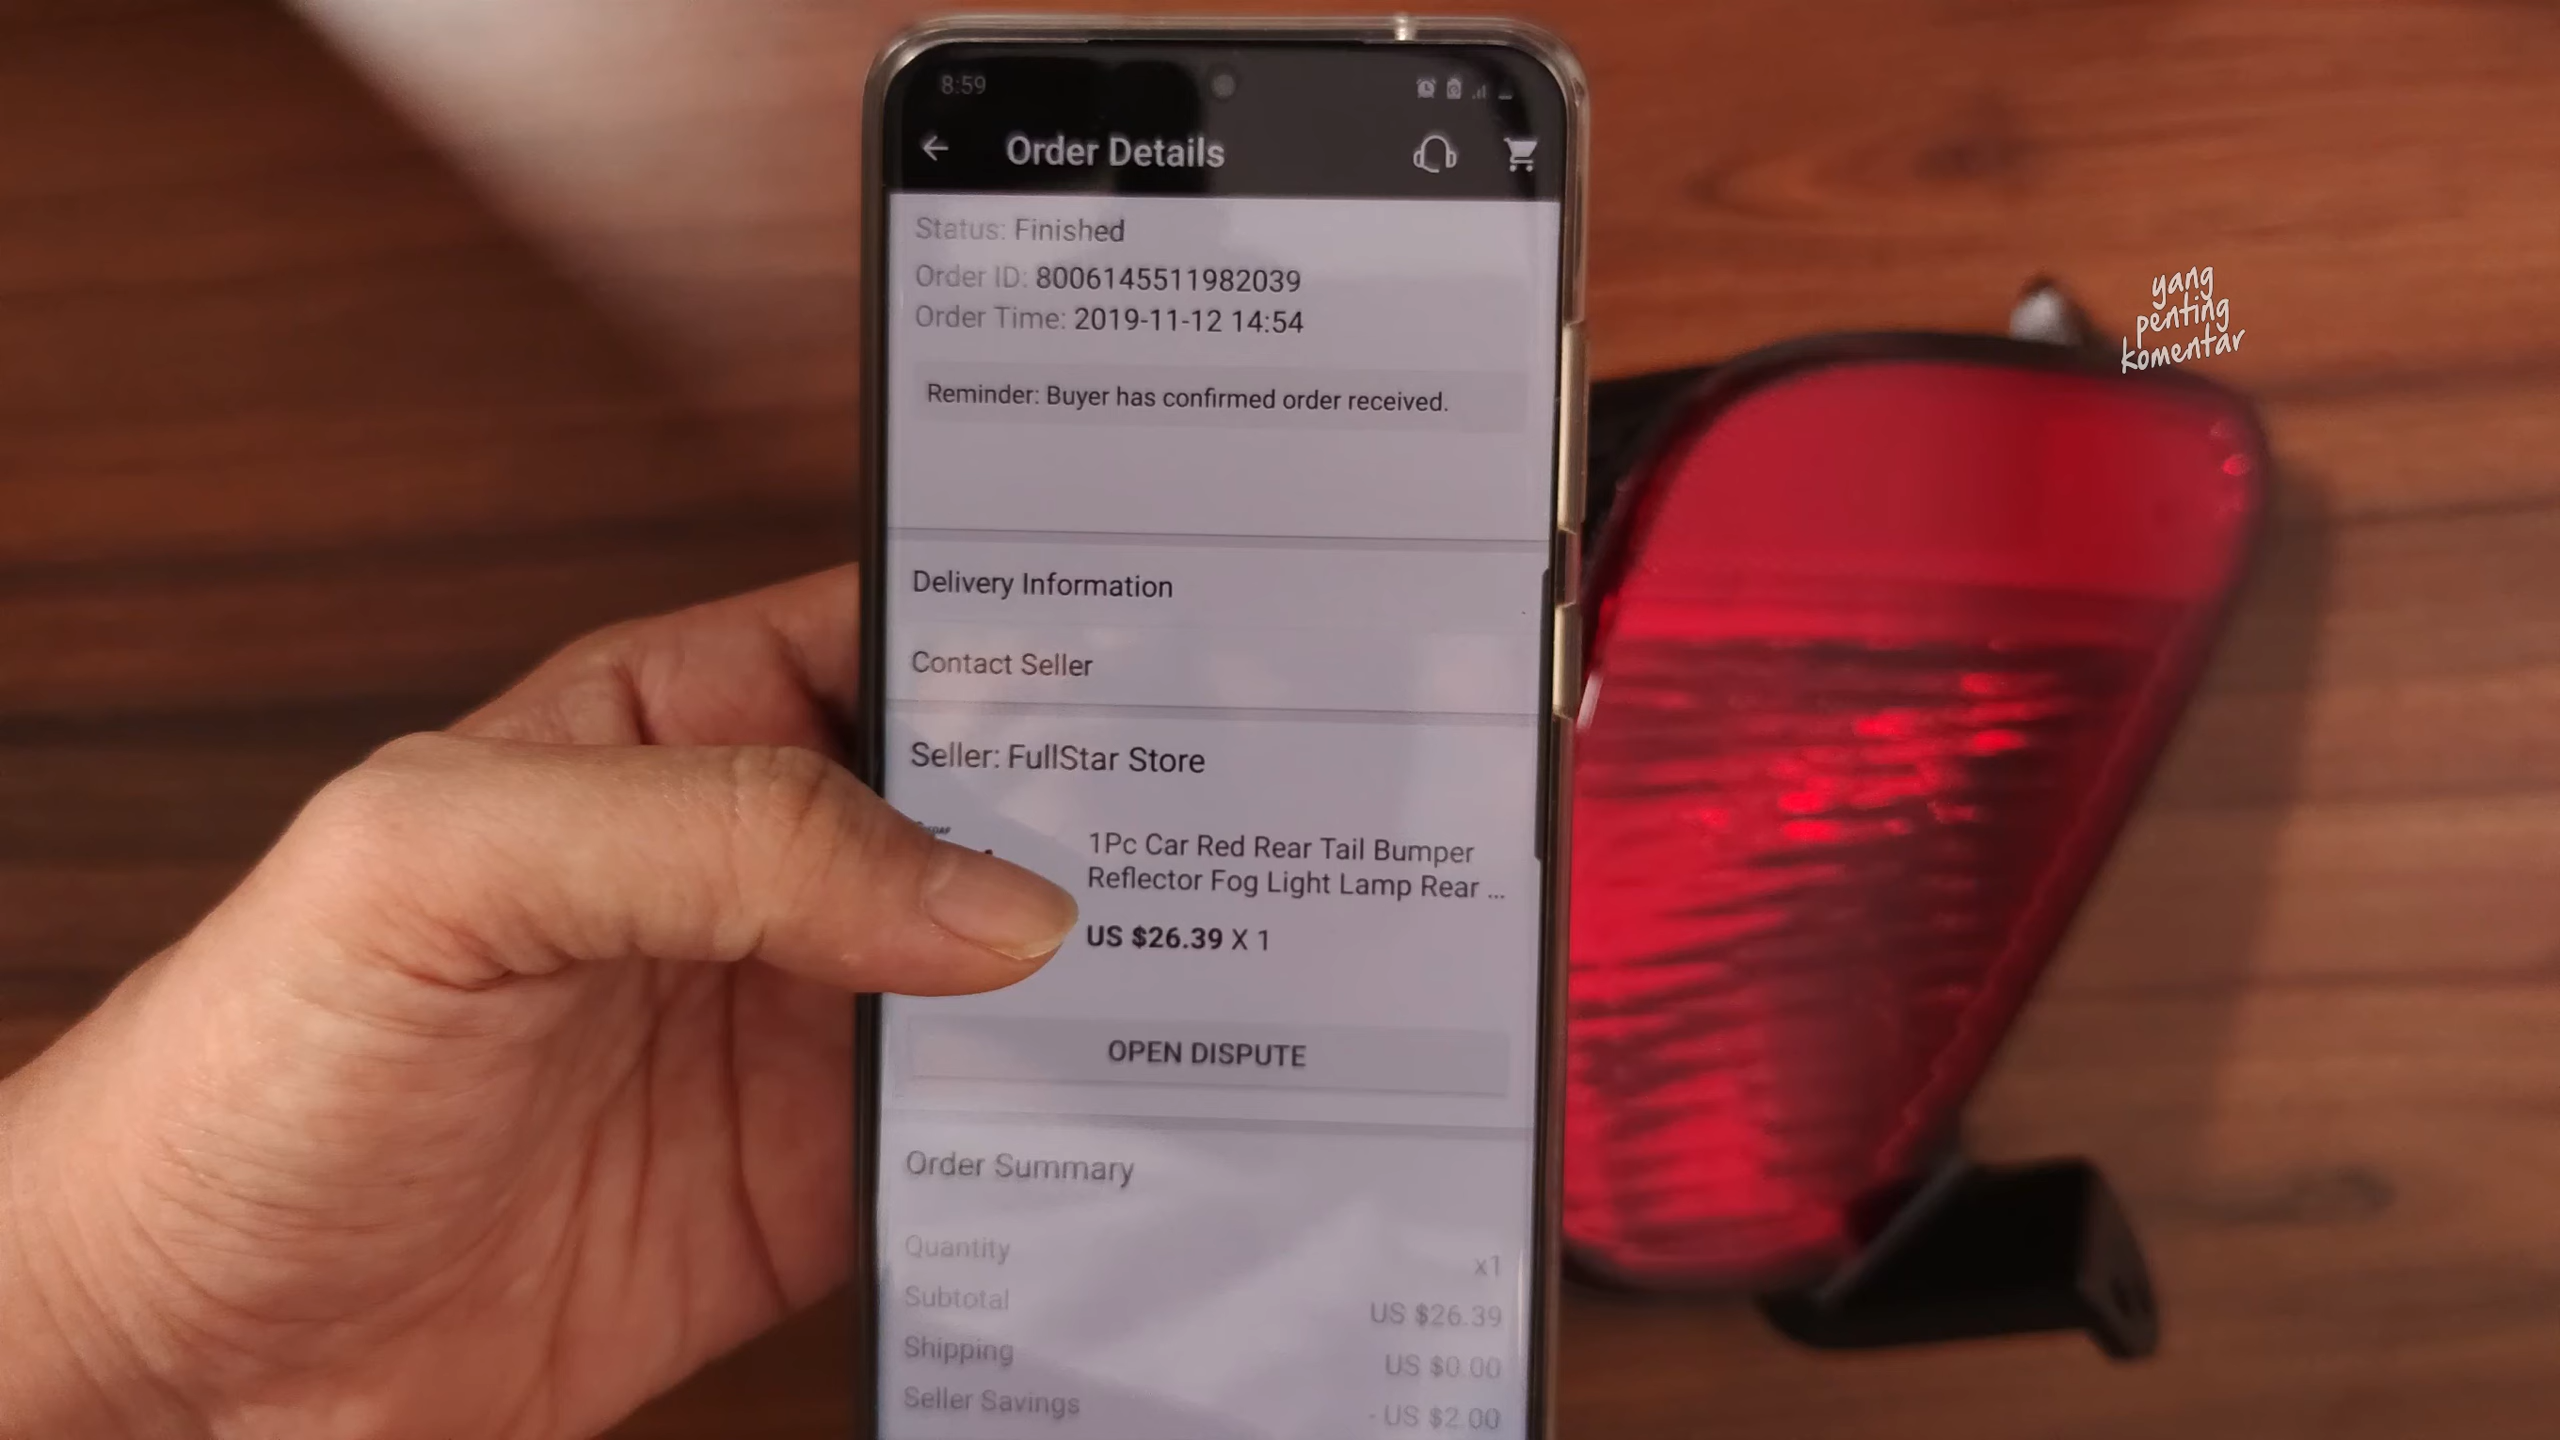 8:59
Order Details
Status: Finished
Order ID: 8006145511982039
Order Time: 2019-11-12 14:54
Reminder: Buyer has confirmed order received.
Delivery Information
Contact Seller
Seller: FullStar Store
1Pc Car Red Rear Tail Bumper
Reflector Fog Light Lamp Rear ...
US $26.39 X 1
OPEN DISPUTE
Order Summary
Quantity x1
Subtotal US $26.39
Shipping US $0.00
Seller Savings - US $2.00
yang
penting
komentar